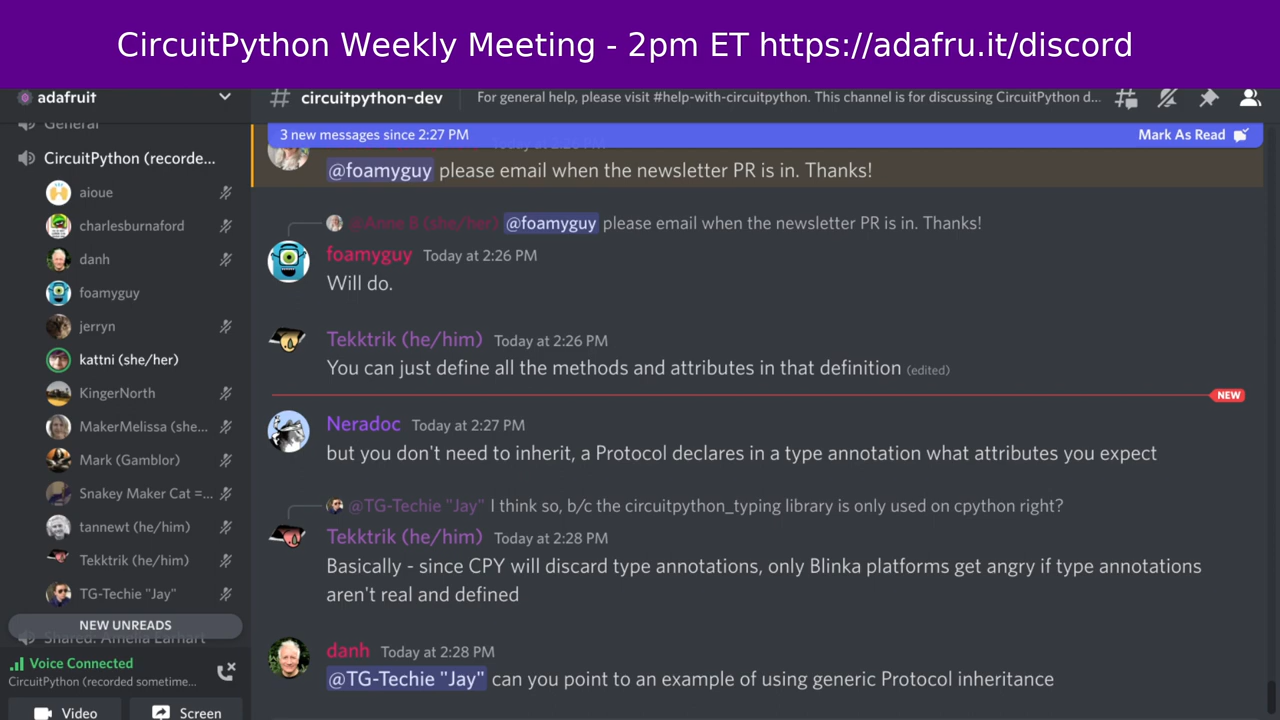 CircuitPython Weekly Meeting - 2pm ET https://adafru.it/discord
adafruit
General
CircuitPython (recorde...
aioue
charlesburnaford
danh
foamyguy
jerryn
kattni (she/her)
KingerNorth
MakerMelissa (she...
Mark (Gamblor)
Snakey Maker Cat =...
tannewt (he/him)
Tekktrik (he/him)
TG-Techie "Jay"
NEW UNREADS
Shared: Amelia Earhart
Voice Connected
CircuitPython (recorded sometime...
Video
Screen
# circuitpython-dev
For general help, please visit #help-with-circuitpython. This channel is for discussing CircuitPython d...
3 new messages since 2:27 PM
Mark As Read
@foamyguy please email when the newsletter PR is in. Thanks!
@Anne B (she/her) @foamyguy please email when the newsletter PR is in. Thanks!
foamyguy Today at 2:26 PM
Will do.
Tekktrik (he/him) Today at 2:26 PM
You can just define all the methods and attributes in that definition (edited)
NEW
Neradoc Today at 2:27 PM
but you don't need to inherit, a Protocol declares in a type annotation what attributes you expect
@TG-Techie "Jay" I think so, b/c the circuitpython_typing library is only used on cpython right?
Tekktrik (he/him) Today at 2:28 PM
Basically - since CPY will discard type annotations, only Blinka platforms get angry if type annotations
aren't real and defined
danh Today at 2:28 PM
@TG-Techie "Jay" can you point to an example of using generic Protocol inheritance